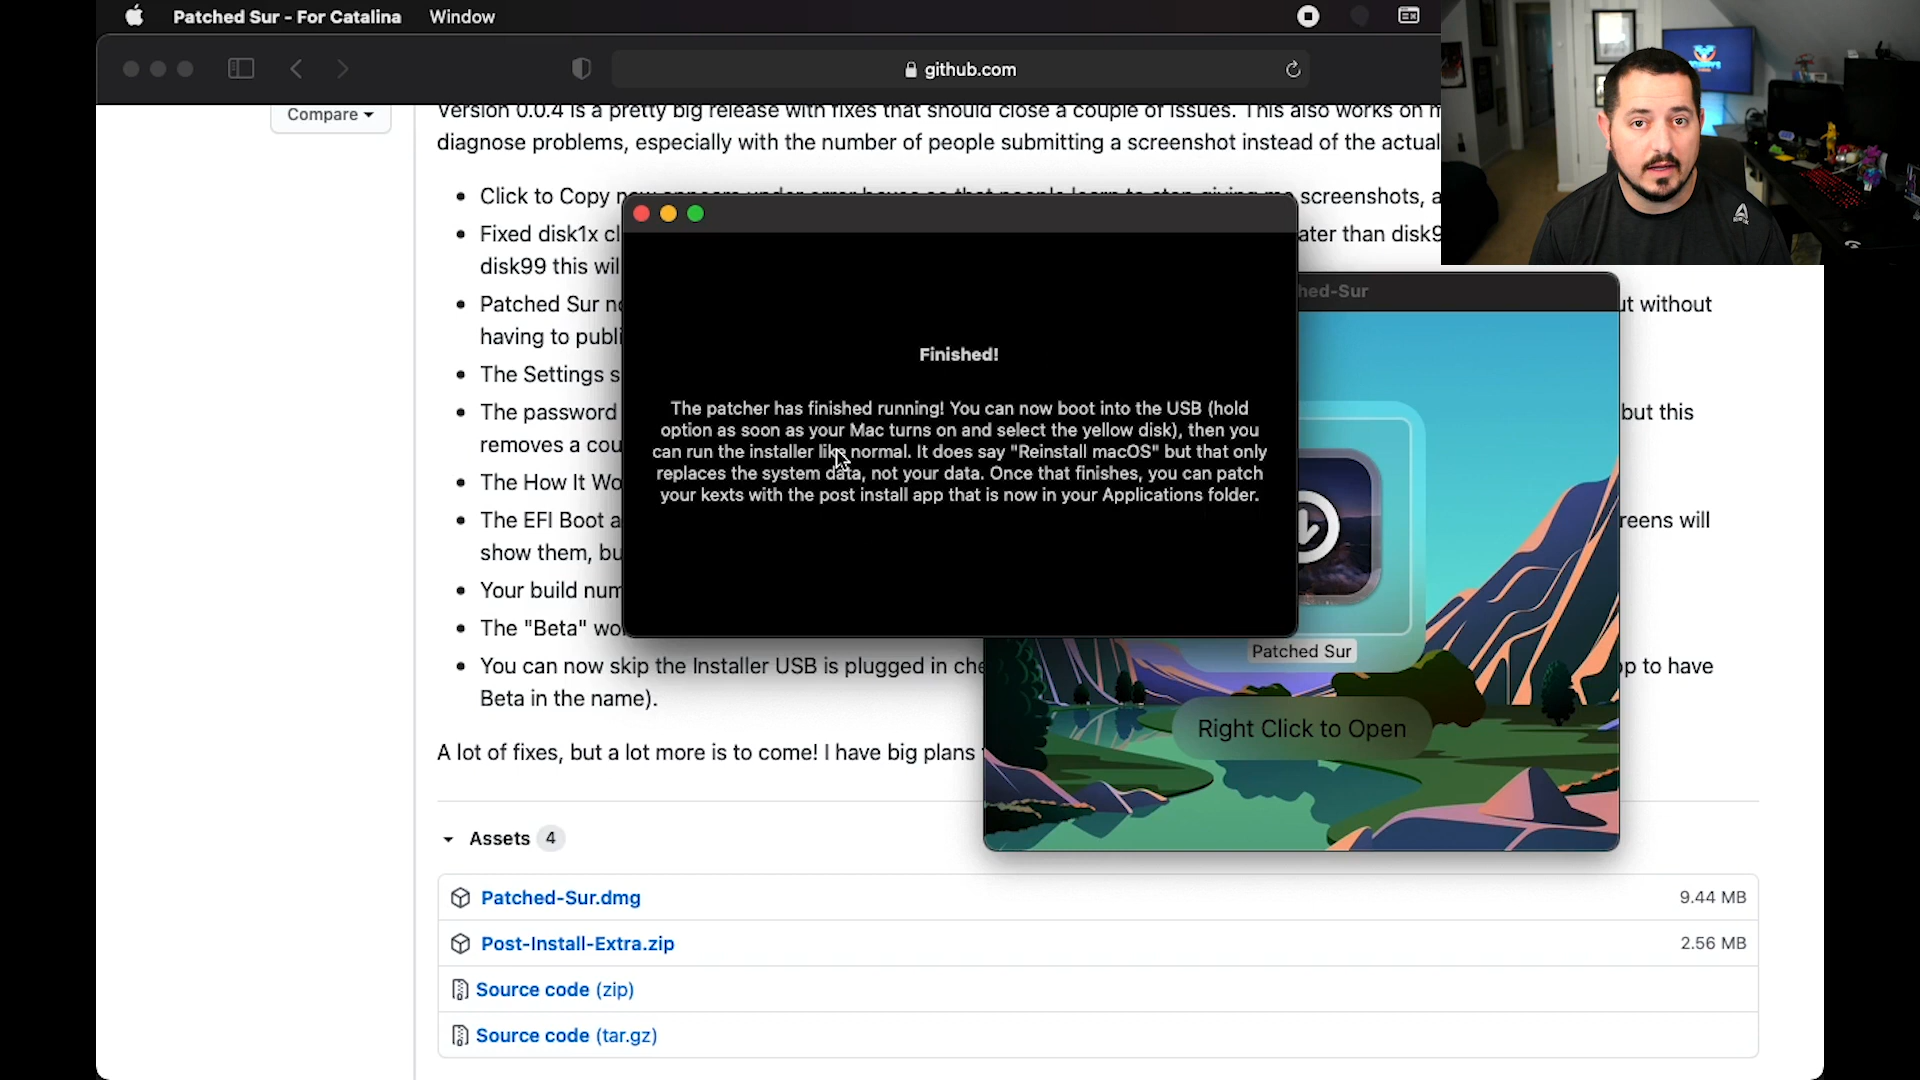 Patched Sur - For Catalina Window
github.com
Compare
Version 0.0.4 is a pretty big release with fixes that should close a couple of issues. This also works on
diagnose problems, especially with the number of people submitting a screenshot instead of the actual
Click to Copy screenshots, a
Fixed disk1x cl ater than disk9
disk99 this wil
Patched Sur no ut without
having to publi
The Settings s
The password but this
removes a cou
The How It Wo
The EFI Boot a reens will
show them, bu
Your build num
The "Beta" wo
You can now skip the Installer USB is plugged in che pp to have
Beta in the name).
A lot of fixes, but a lot more is to come! I have big plans
Assets 4
Patched-Sur.dmg 9.44 MB
Post-Install-Extra.zip 2.56 MB
Source code (zip)
Source code (tar.gz)
Finished!
The patcher has finished running! You can now boot into the USB (hold
option as soon as your Mac turns on and select the yellow disk), then you
can run the installer like normal. It does say "Reinstall macOS" but that only
replaces the system data, not your data. Once that finishes, you can patch
your kexts with the post install app that is now in your Applications folder.
hed-Sur
Patched Sur
Right Click to Open